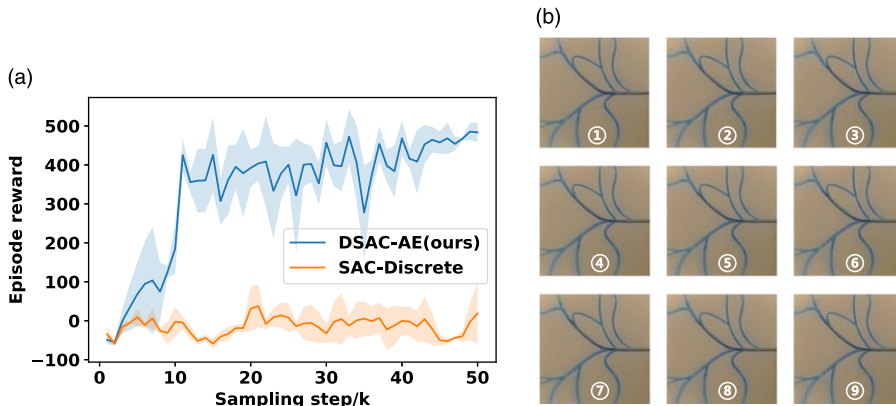 (a)
(b)
500
400
300
200
100
0
−100
Episode reward
DSAC-AE(ours)
SAC-Discrete
0 10 20 30 40 50
Sampling step/k
① ② ③
④ ⑤ ⑥
⑦ ⑧ ⑨